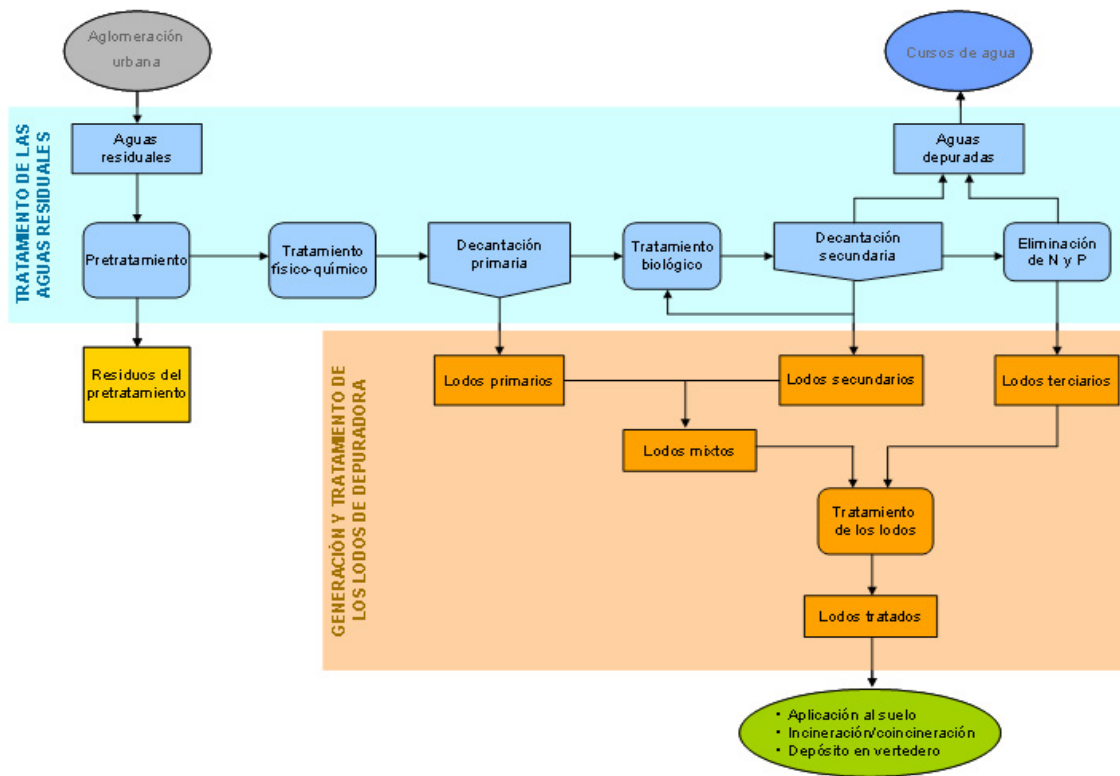 Aglomeración
urbana
Cursos de agua
TRATAMIENTO DE LAS
AGUAS RESIDUALES
Aguas
residuales
Aguas
depuradas
Pretratamiento
Tratamiento
físico-químico
Decantación
primaria
Tratamiento
biológico
Decantación
secundaria
Eliminación
de N y P
Residuos del
pretratamiento
GENERACIÓN Y TRATAMIENTO DE
LOS LODOS DE DEPURADORA
Lodos primarios
Lodos secundarios
Lodos terciarios
Lodos mixtos
Tratamiento
de los lodos
Lodos tratados
• Aplicación al suelo
• Incineración/coincineración
• Depósito en vertedero